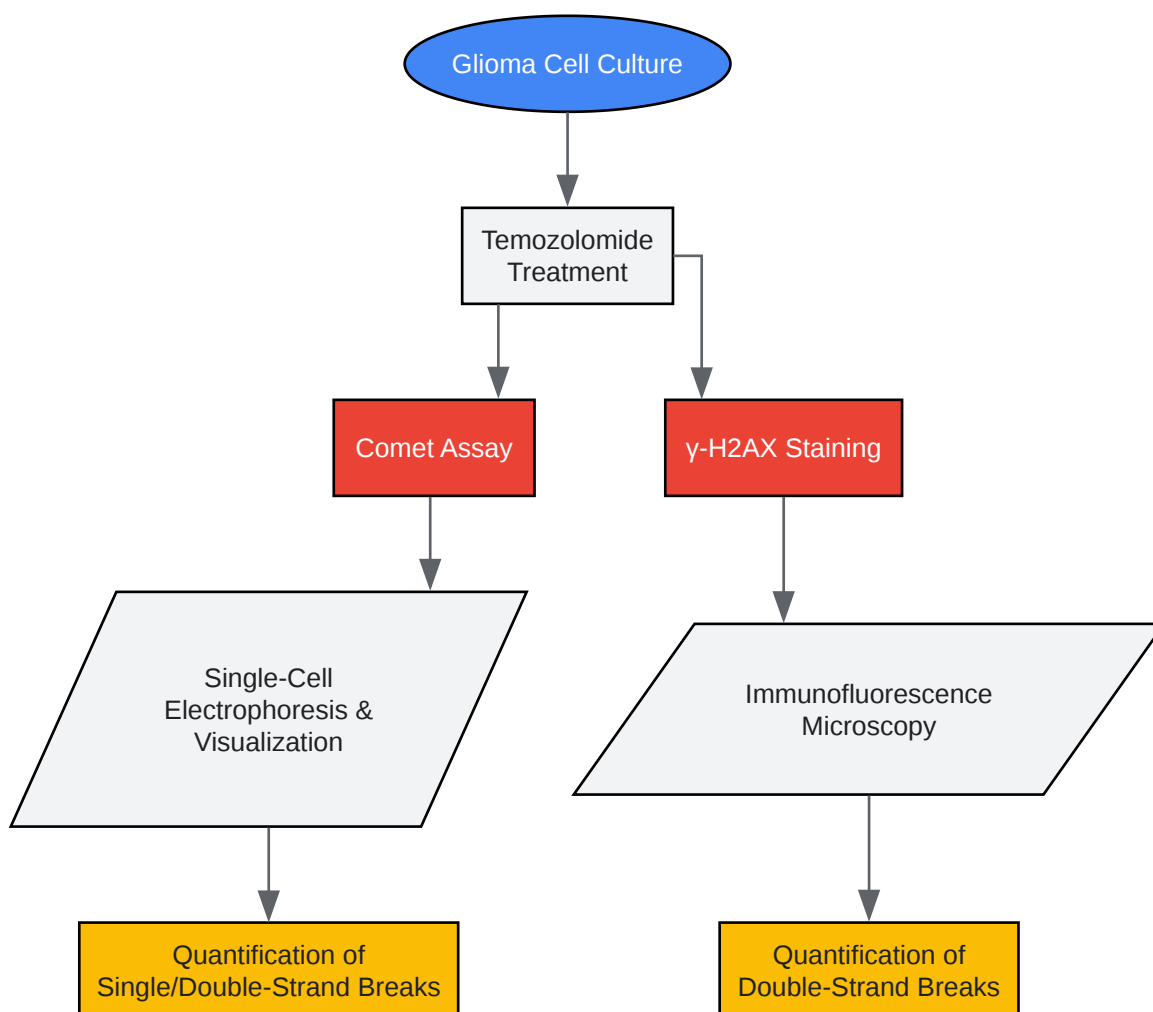 Glioma Cell Culture
Temozolomide
Treatment
Comet Assay
γ-H2AX Staining
Single-Cell
Electrophoresis &
Visualization
Immunofluorescence
Microscopy
Quantification of
Single/Double-Strand Breaks
Quantification of
Double-Strand Breaks